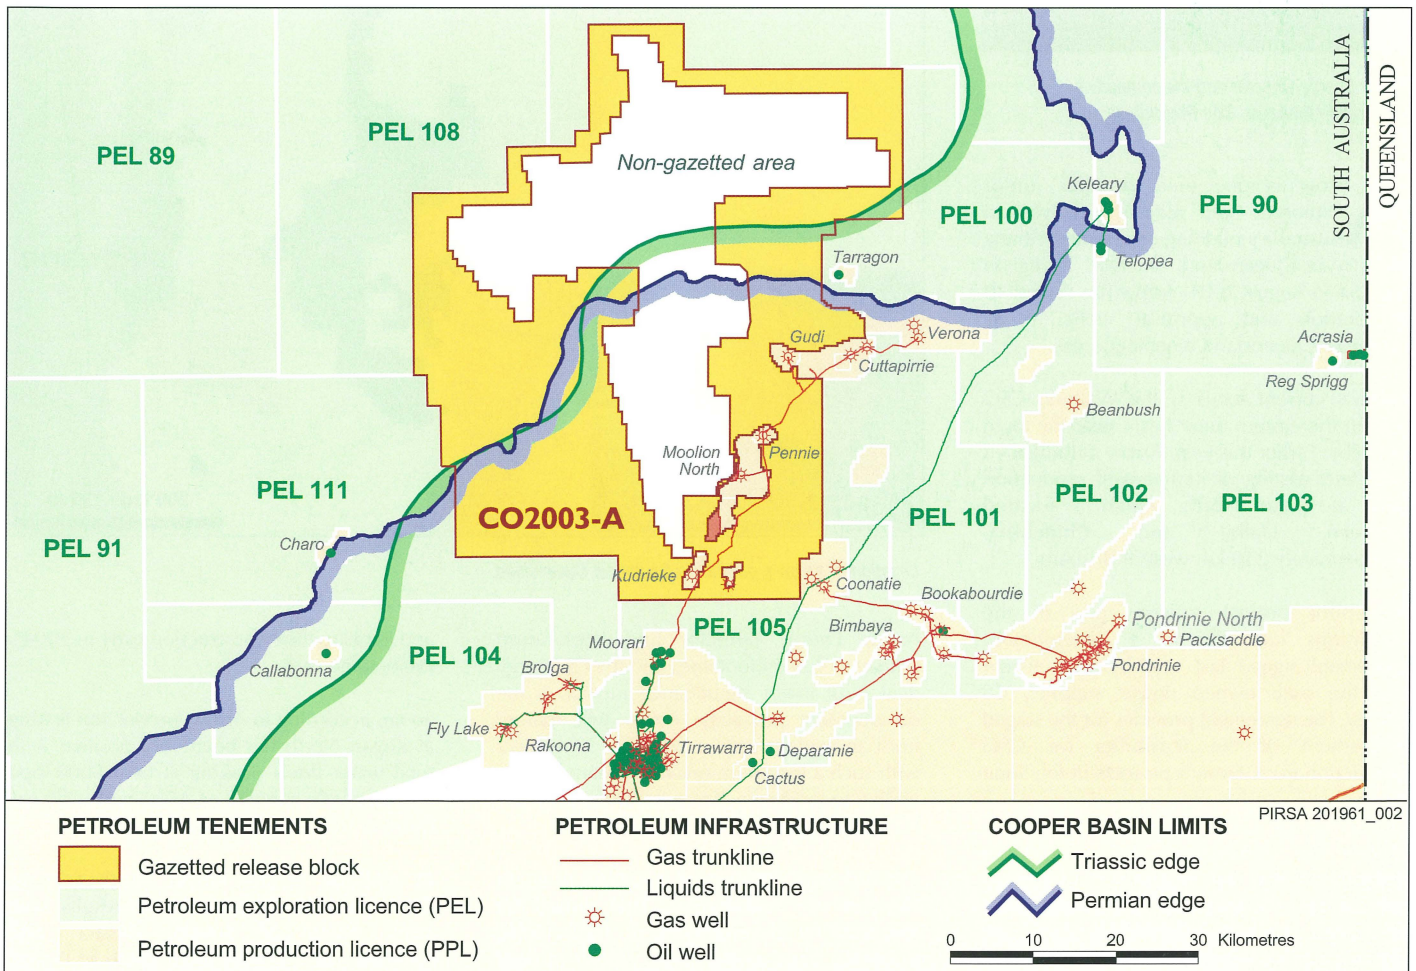 SOUTH AUSTRALIA
QUEENSLAND
PEL 108
PEL 89
Non-gazetted area
Keleary
PEL 100
PEL 90
Tarragon
Telopea
Gudi
Verona
Acrasia
Cuttapirrie
Reg Sprigg
Beanbush
Moolion
North
Pennie
PEL 111
PEL 102
PEL 103
CO2003-A
PEL 101
PEL 91
Charo
Kudrieke
Coonatie
Bookabourdie
PEL 105
Bimbaya
Pondrinie North
Packsaddle
Moorari
PEL 104
Callabonna
Brolga
Pondrinie
Fly Lake
Rakoona
Tirrawarra
Deparanie
Cactus
PIRSA 201961_002
PETROLEUM TENEMENTS
Gazetted release block
Petroleum exploration licence (PEL)
Petroleum production licence (PPL)
PETROLEUM INFRASTRUCTURE
Gas trunkline
Liquids trunkline
Gas well
Oil well
COOPER BASIN LIMITS
Triassic edge
Permian edge
0 10 20 30 Kilometres